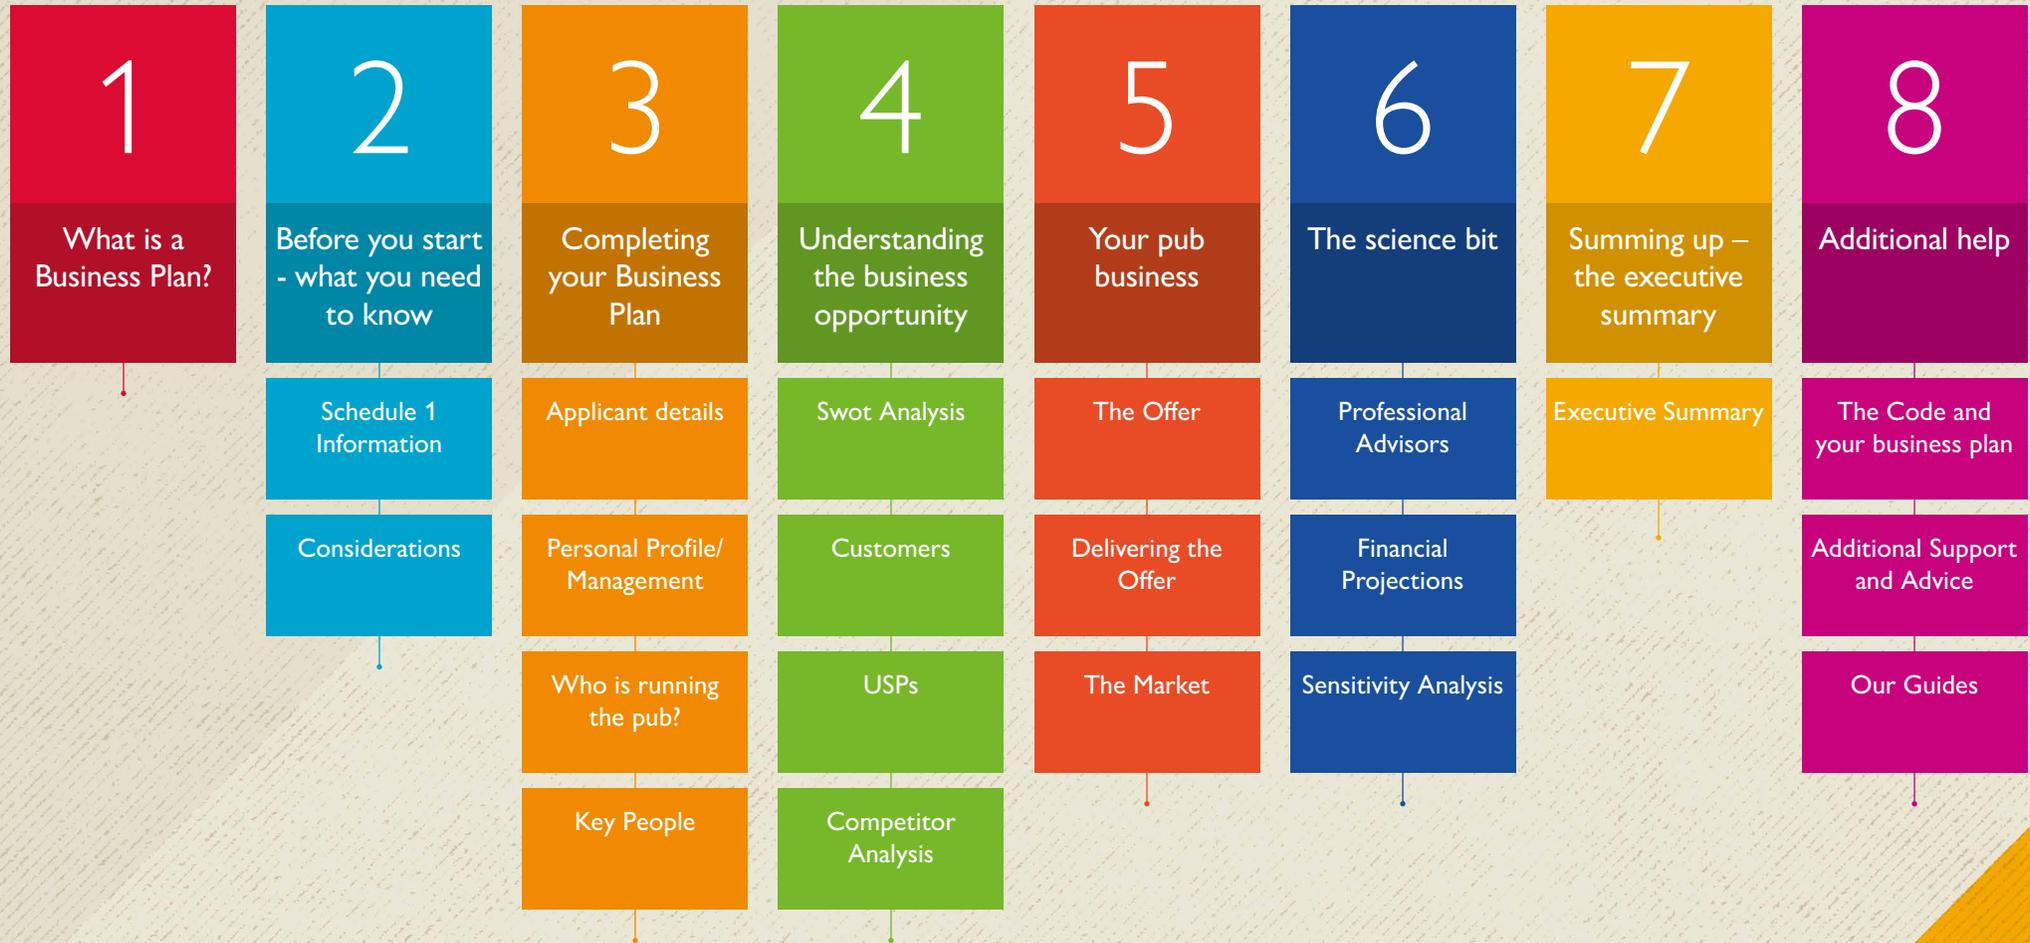 1
What is a
Business Plan?
2
Before you start
- what you need
to know
Schedule 1
Information
Considerations
3
Completing
your Business
Plan
Applicant details
Personal Profile/
Management
Who is running
the pub?
Key People
4
Understanding
the business
opportunity
Swot Analysis
Customers
USPs
Competitor
Analysis
5
Your pub
business
The Offer
Delivering the
Offer
The Market
6
The science bit
Professional
Advisors
Financial
Projections
Sensitivity Analysis
7
Summing up –
the executive
summary
Executive Summary
8
Additional help
The Code and
your business plan
Additional Support
and Advice
Our Guides